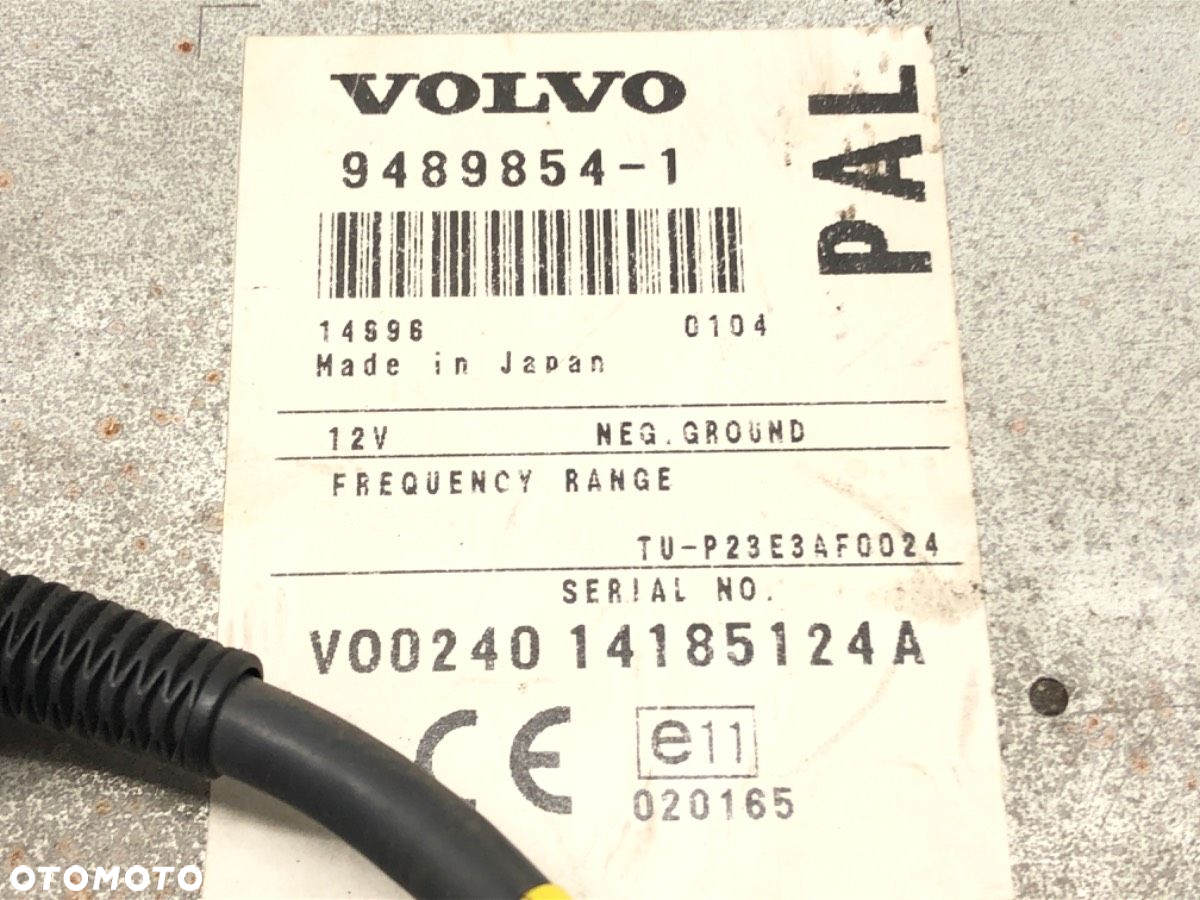 VOLVO
PAL
9489854-1
14996 0104
Made in Japan
12V NEG.GROUND
FREQUENCY RANGE
TU-P23E3AF0024
SERIAL NO.
V00240 14185124A
CE e11
020165
OTOMOTO